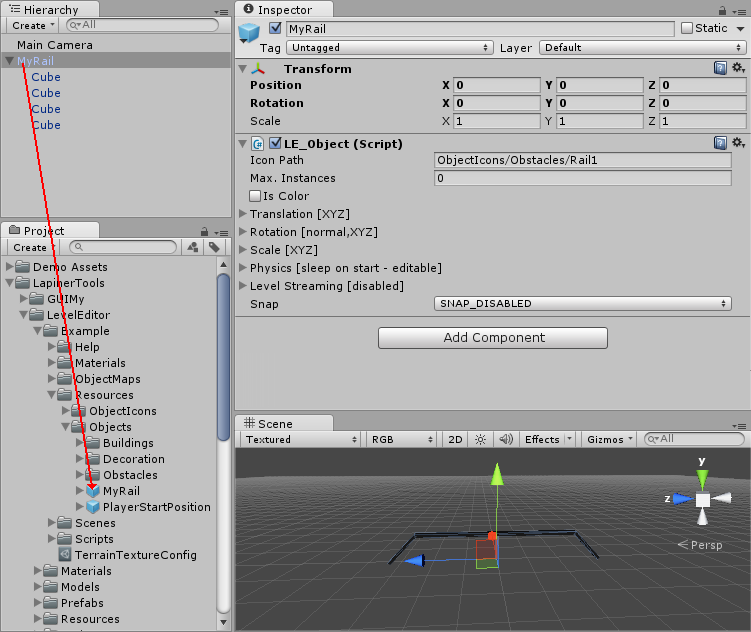 Hierarchy
Create All
Main Camera
MyRail
Cube
Cube
Cube
Cube
Project
Create
Demo Assets
LapinerTools
GUIMy
LevelEditor
Example
Help
Materials
ObjectMaps
Resources
ObjectIcons
Objects
Buildings
Decoration
Obstacles
MyRail
PlayerStartPosition
Scenes
Scripts
TerrainTextureConfig
Materials
Models
Prefabs
Resources
Inspector
MyRail Static
Tag Untagged Layer Default
Transform
Position X 0 Y 0 Z 0
Rotation X 0 Y 0 Z 0
Scale X 1 Y 1 Z 1
LE_Object (Script)
Icon Path ObjectIcons/Obstacles/Rail1
Max. Instances 0
Is Color
Translation [XYZ]
Rotation [normal,XYZ]
Scale [XYZ]
Physics [sleep on start - editable]
Level Streaming [disabled]
Snap SNAP_DISABLED
Add Component
Scene
Textured RGB 2D Effects Gizmos All
y
z
Persp